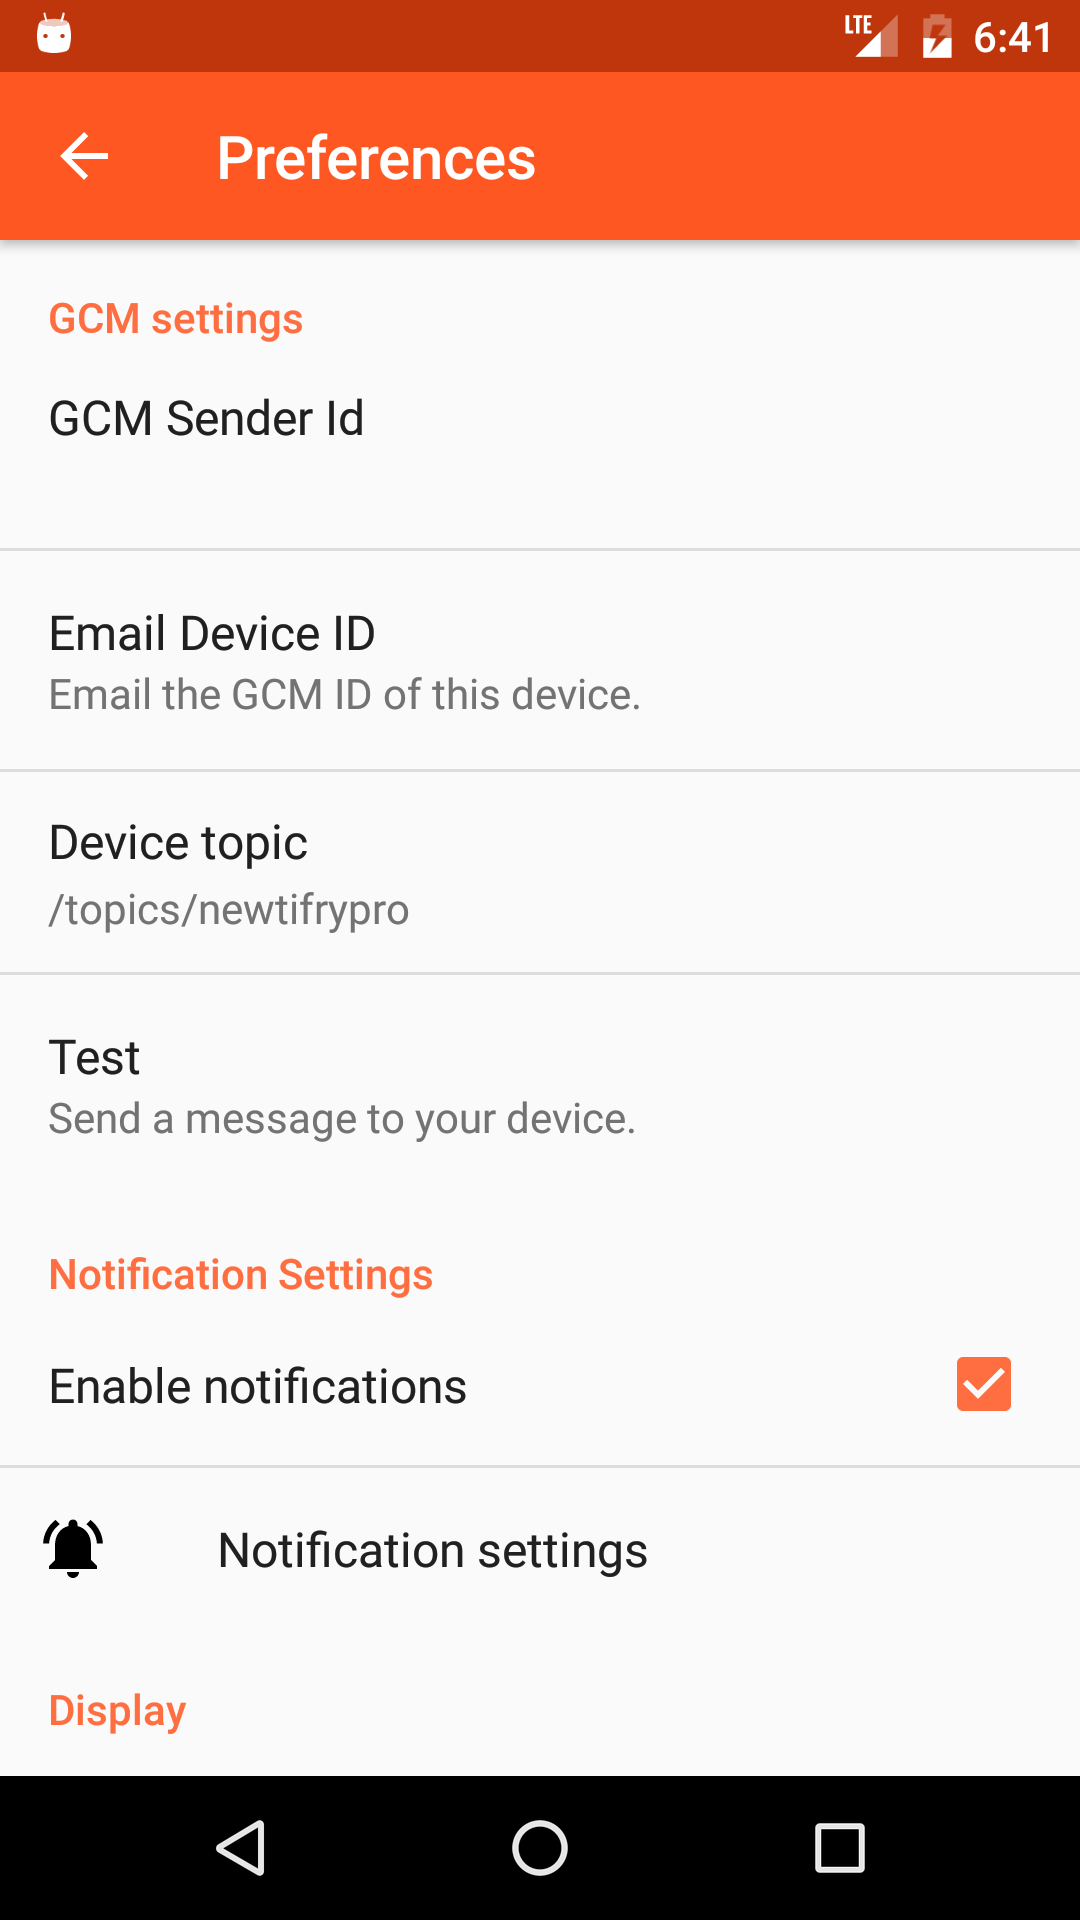 LTE 6:41
Preferences
GCM settings
GCM Sender Id
Email Device ID
Email the GCM ID of this device.
Device topic
/topics/newtifrypro
Test
Send a message to your device.
Notification Settings
Enable notifications
Notification settings
Display